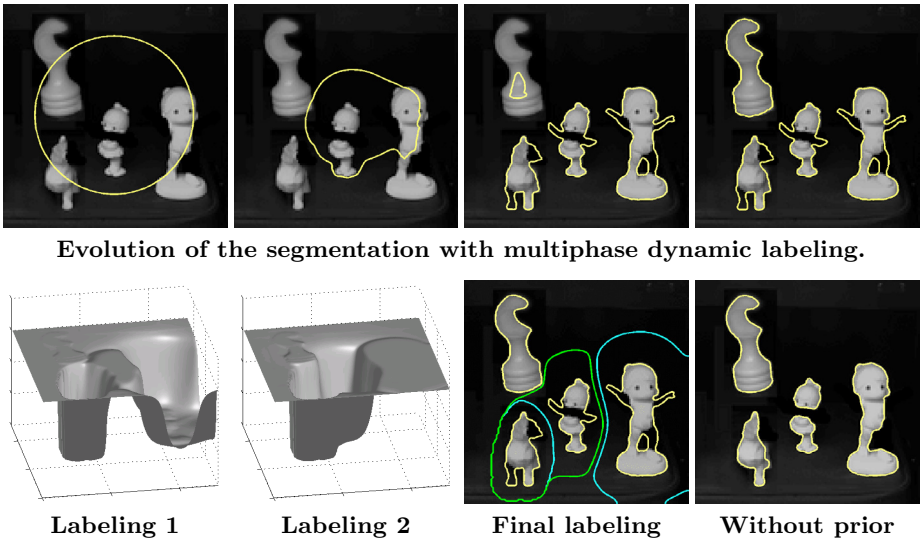 Evolution of the segmentation with multiphase dynamic labeling.
Labeling 1
Labeling 2
Final labeling
Without prior